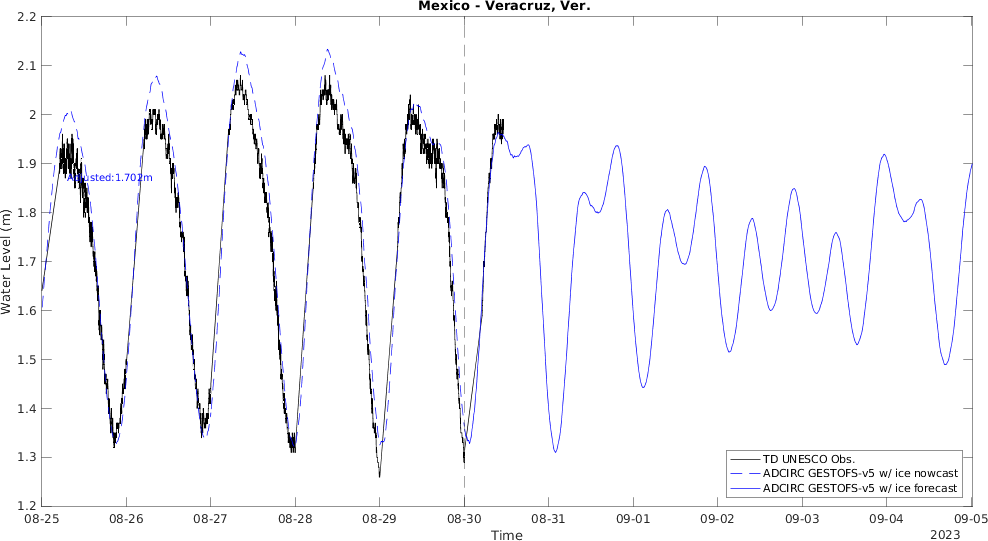 Mexico - Veracruz, Ver.
2.2
2.1
2
1.9
1.8
1.7
1.6
1.5
1.4
1.3
1.2
Water Level (m)
Adjusted:1.702m
TD UNESCO Obs.
ADCIRC GESTOFS-v5 w/ ice nowcast
ADCIRC GESTOFS-v5 w/ ice forecast
08-25 08-26 08-27 08-28 08-29 08-30 08-31 09-01 09-02 09-03 09-04 09-05
Time
2023